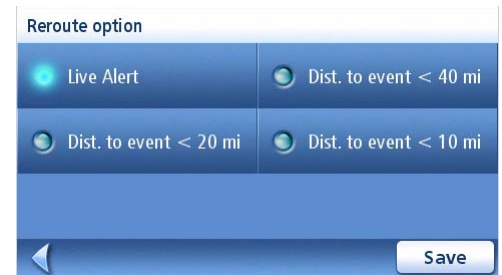 Reroute option
Live Alert
Dist. to event < 40 mi
Dist. to event < 20 mi
Dist. to event < 10 mi
Save